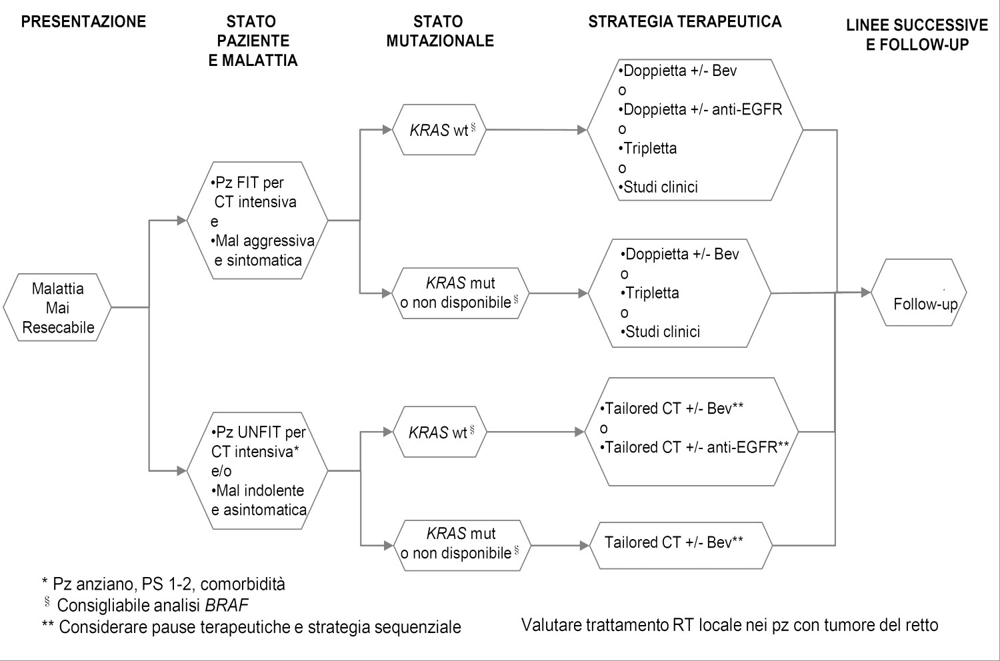 PRESENTAZIONE
STATO
PAZIENTE
E MALATTIA
STATO
MUTAZIONALE
STRATEGIA TERAPEUTICA
LINEE SUCCESSIVE
E FOLLOW-UP
Malattia
Mai
Resecabile
•Pz FIT per
CT intensiva
e
•Mal aggressiva
e sintomatica
KRAS wt §
•Doppietta +/- Bev
o
•Doppietta +/- anti-EGFR
o
•Tripletta
o
•Studi clinici
KRAS mut
o non disponibile §
•Doppietta +/- Bev
o
•Tripletta
o
•Studi clinici
Follow-up
•Pz UNFIT per
CT intensiva*
e/o
•Mal indolente
e asintomatica
KRAS wt §
•Tailored CT +/- Bev**
o
•Tailored CT +/- anti-EGFR**
KRAS mut
o non disponibile §
Tailored CT +/- Bev**
* Pz anziano, PS 1-2, comorbidità
§ Consigliabile analisi BRAF
** Considerare pause terapeutiche e strategia sequenziale
Valutare trattamento RT locale nei pz con tumore del retto